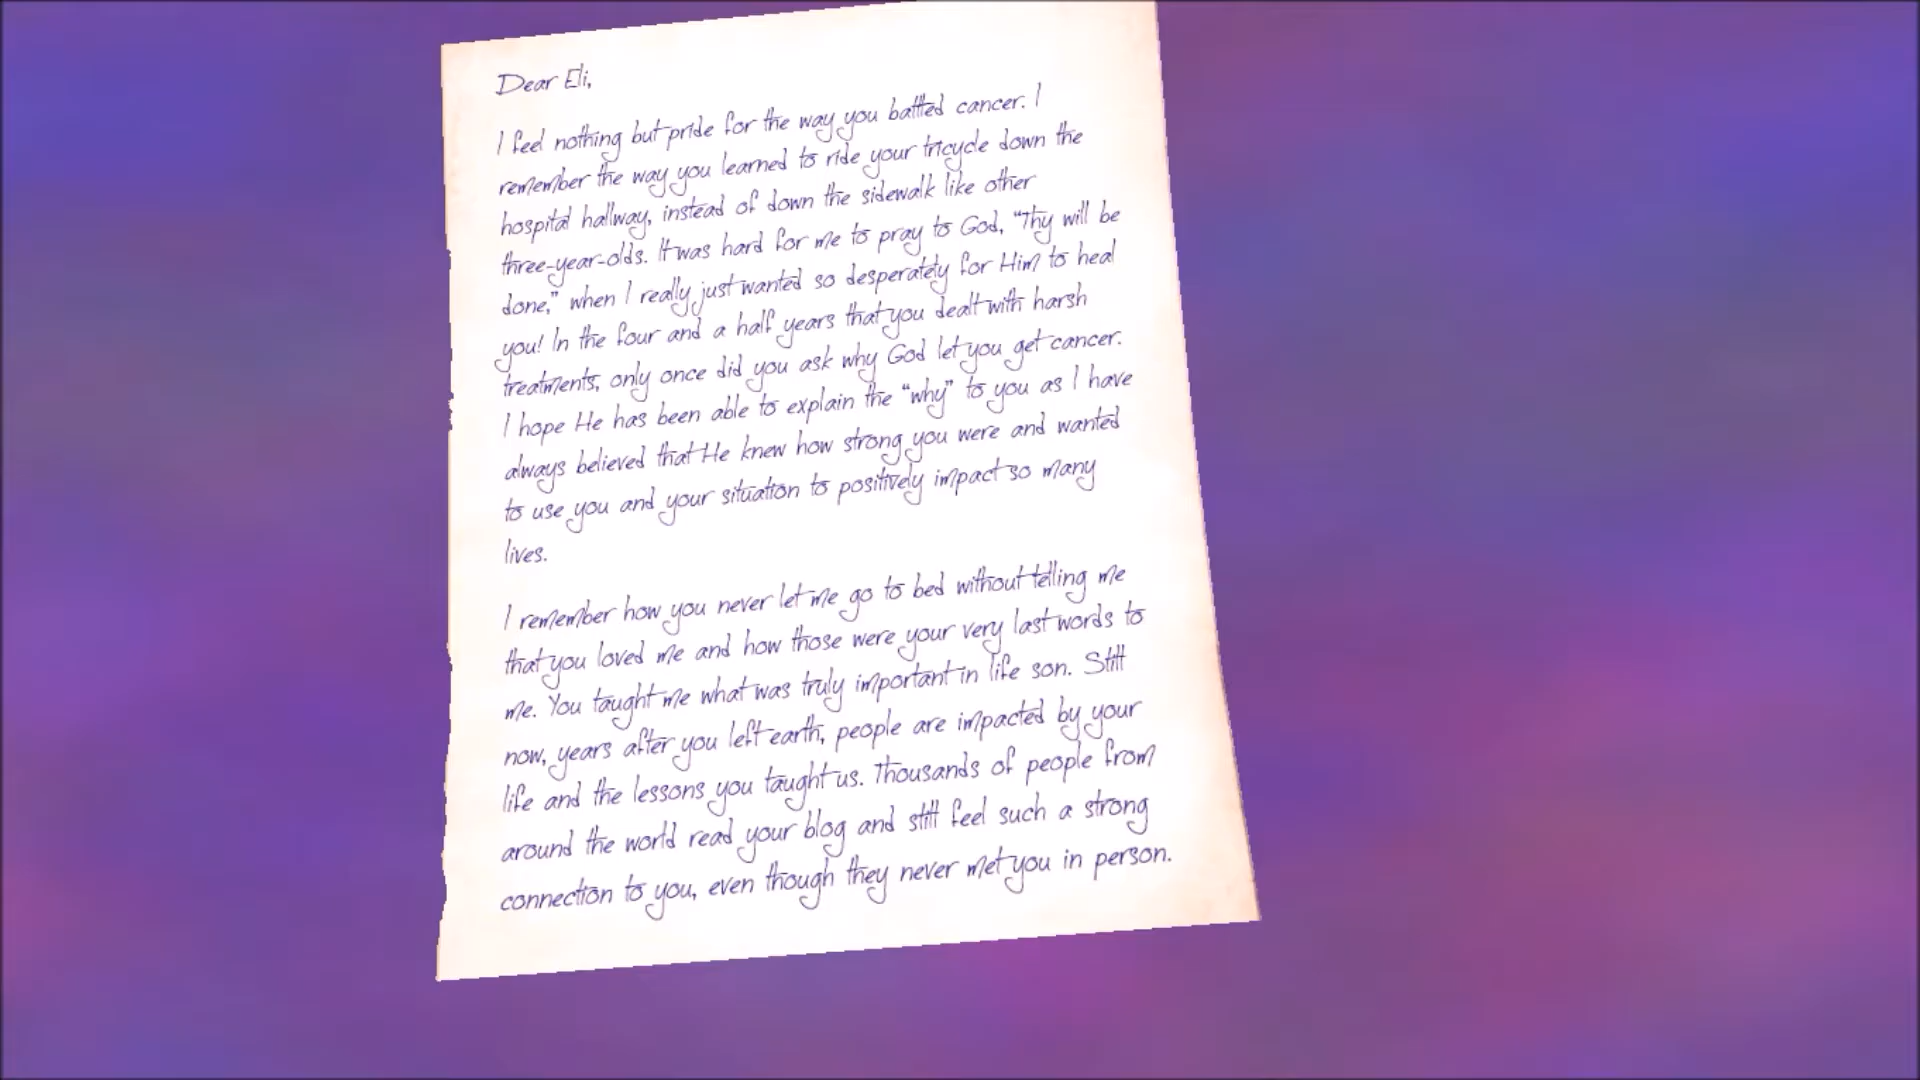 Dear Eli,
I feel nothing but pride for the way you battled cancer. I
remember the way you learned to ride your tricycle down the
hospital hallway, instead of down the sidewalk like other
three-year-olds. It was hard for me to pray to God, “Thy will be
done,” when I really just wanted so desperately for Him to heal
you! In the four and a half years that you dealt with harsh
treatments, only once did you ask why God let you get cancer.
I hope He has been able to explain the “why” to you as I have
always believed that He knew how strong you were and wanted
to use you and your situation to positively impact so many
lives.
I remember how you never let me go to bed without telling me
that you loved me and how those were your very last words to
me. You taught me what was truly important in life son. Still
now, years after you left earth, people are impacted by your
life and the lessons you taught us. Thousands of people from
around the world read your blog and still feel such a strong
connection to you, even though they never met you in person.